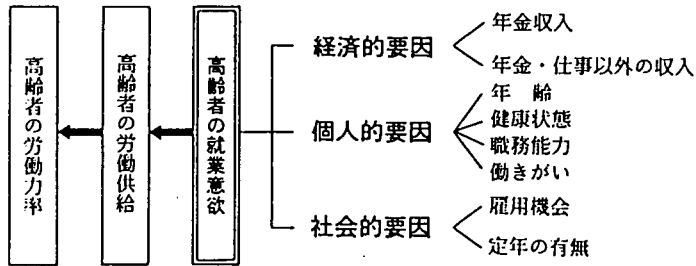 高齢者の労働力率
高齢者の労働供給
高齢者の就業意欲
経済的要因
年金収入
年金・仕事以外の収入
個人的要因
年　齢
健康状態
職務能力
働きがい
社会的要因
雇用機会
定年の有無